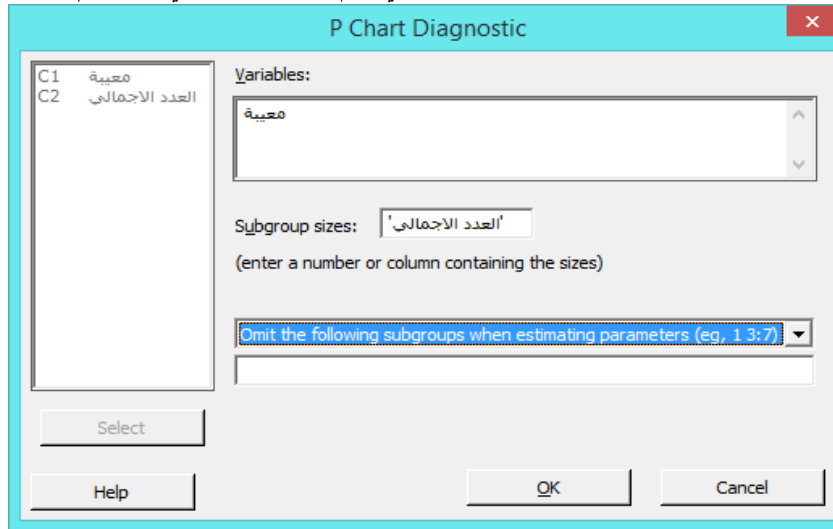 P Chart Diagnostic
C1 معيبة
C2 العدد الاجمالي
Variables:
معيبة
Subgroup sizes: 'العدد الاجمالي'
(enter a number or column containing the sizes)
Omit the following subgroups when estimating parameters (eg, 1 3:7)
Select
Help
OK
Cancel